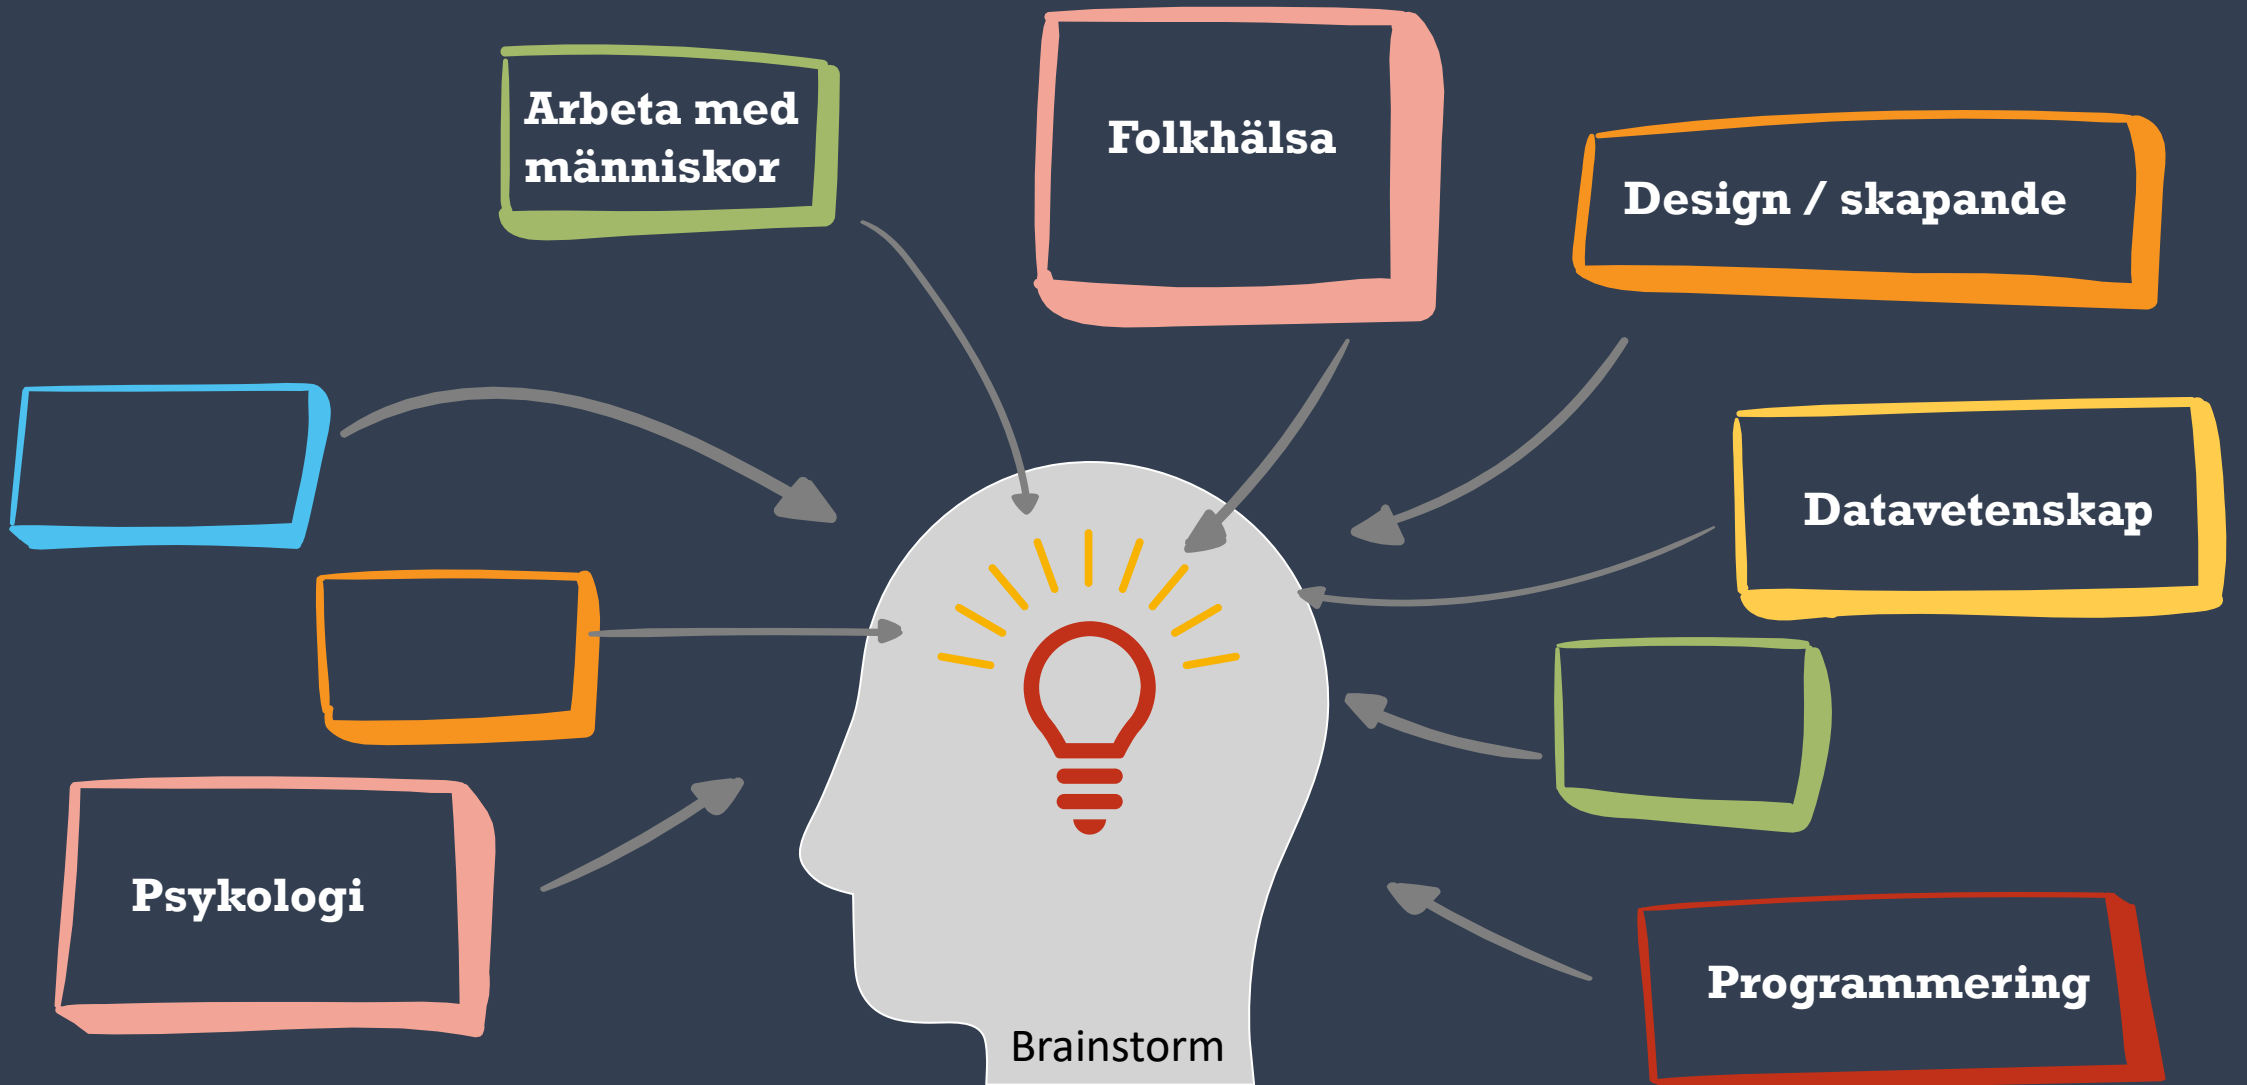 Arbeta med
människor
Folkhälsa
Design / skapande
Datavetenskap
Psykologi
Programmering
Brainstorm